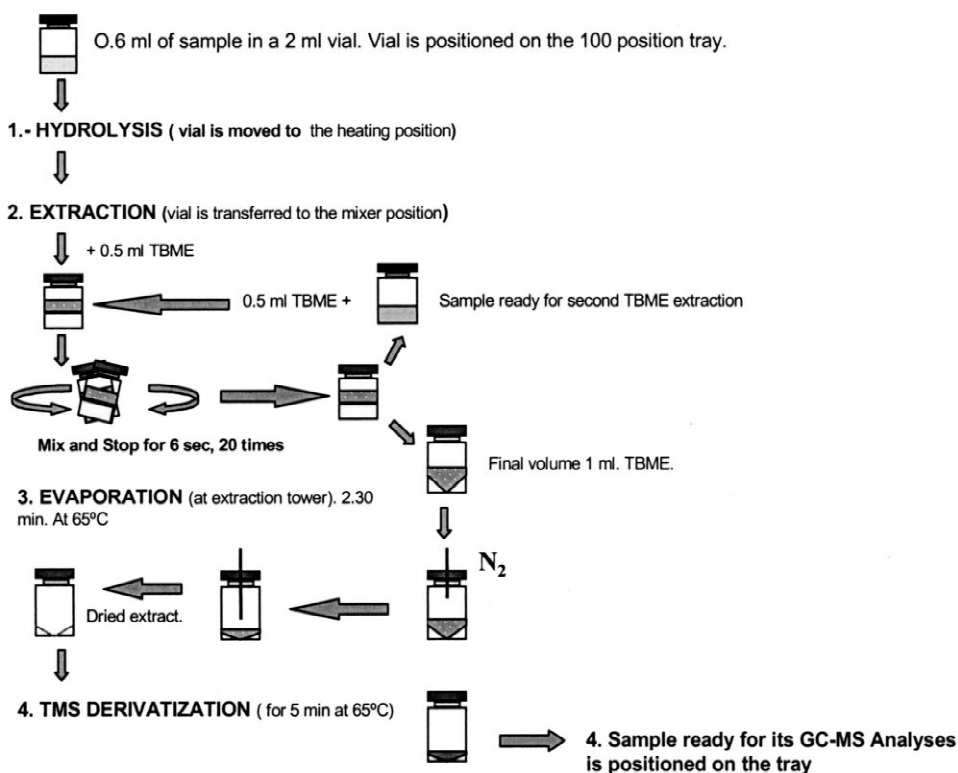 O.6 ml of sample in a 2 ml vial. Vial is positioned on the 100 position tray.
1.- HYDROLYSIS ( vial is moved to the heating position)
2. EXTRACTION (vial is transferred to the mixer position)
+ 0.5 ml TBME
0.5 ml TBME +
Sample ready for second TBME extraction
Mix and Stop for 6 sec, 20 times
Final volume 1 ml. TBME.
3. EVAPORATION (at extraction tower). 2.30
min. At 65ºC
N2
Dried extract.
4. TMS DERIVATIZATION ( for 5 min at 65ºC)
4. Sample ready for its GC-MS Analyses
is positioned on the tray